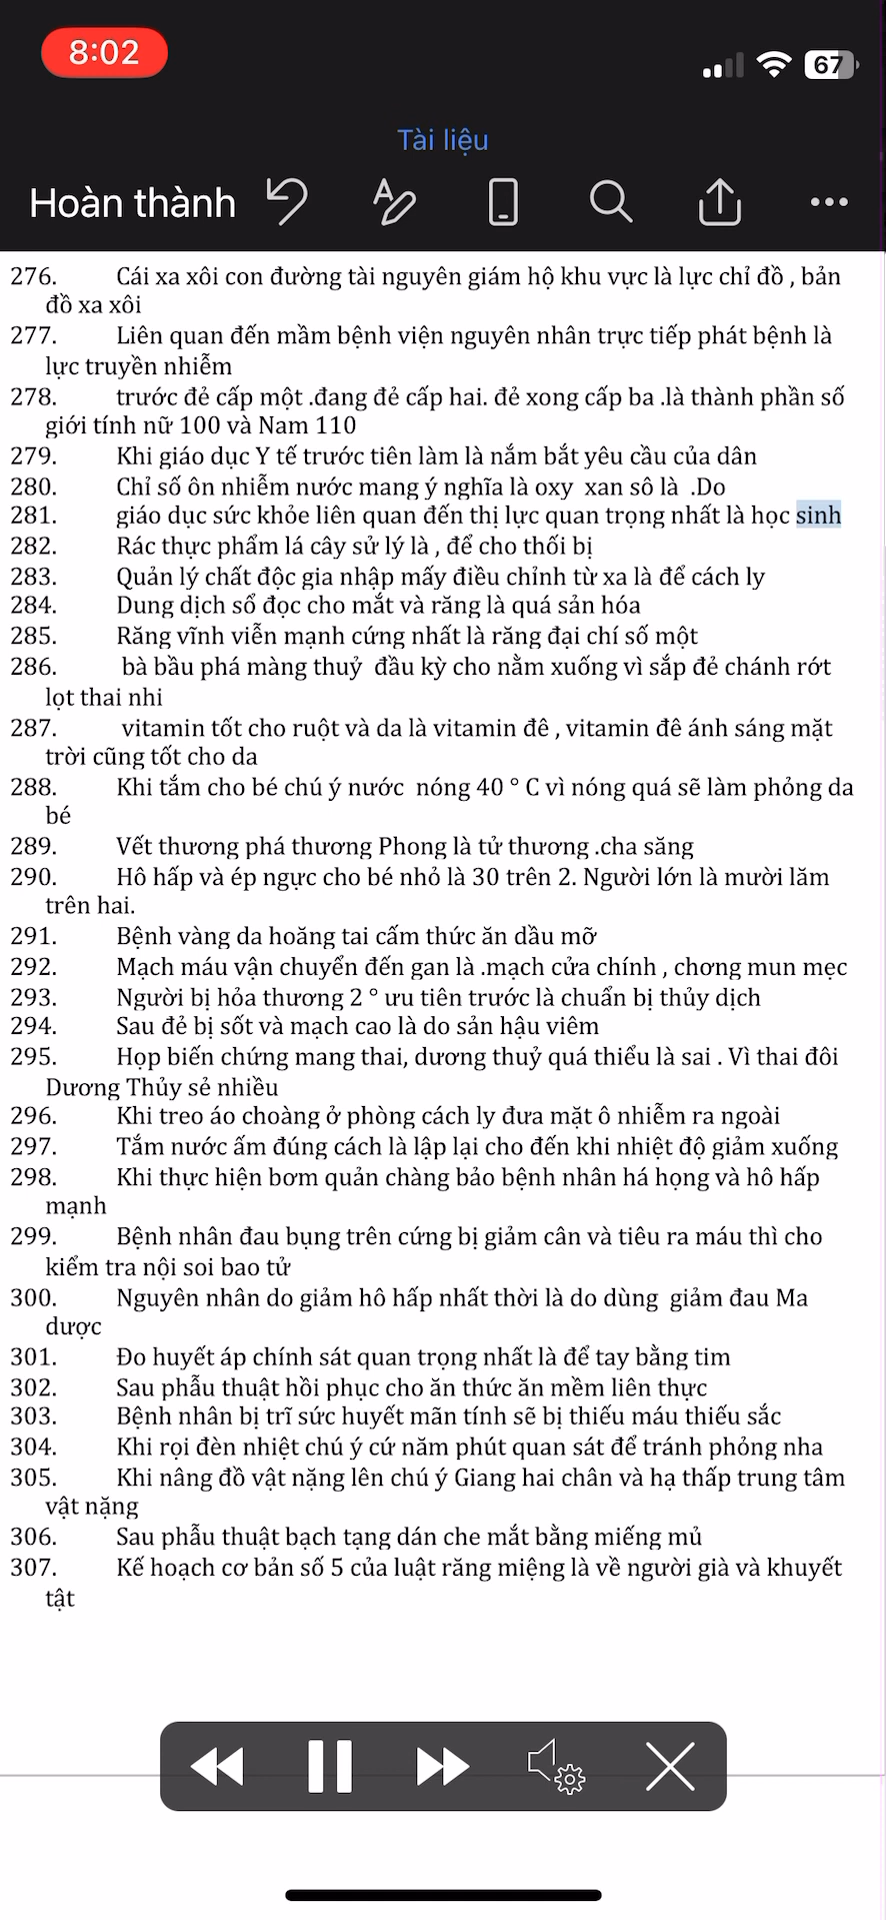 8:02
67
Tài liệu
Hoàn thành
276. Cái xa xôi con đường tài nguyên giám hộ khu vực là lực chỉ đồ , bản
đồ xa xôi
277. Liên quan đến mầm bệnh viện nguyên nhân trực tiếp phát bệnh là
lực truyền nhiễm
278. trước đẻ cấp một .đang đẻ cấp hai. đẻ xong cấp ba .là thành phần số
giới tính nữ 100 và Nam 110
279. Khi giáo dục Y tế trước tiên làm là nắm bắt yêu cầu của dân
280. Chỉ số ôn nhiễm nước mang ý nghĩa là oxy xan sô là .Do
281. giáo dục sức khỏe liên quan đến thị lực quan trọng nhất là học sinh
282. Rác thực phẩm lá cây sử lý là , để cho thối bị
283. Quản lý chất độc gia nhập mấy điều chỉnh từ xa là để cách ly
284. Dung dịch sổ đọc cho mắt và răng là quá sản hóa
285. Răng vĩnh viễn mạnh cứng nhất là răng đại chí số một
286. bà bầu phá màng thuỷ đầu kỳ cho nằm xuống vì sắp đẻ chánh rớt
lọt thai nhi
287. vitamin tốt cho ruột và da là vitamin đê , vitamin đê ánh sáng mặt
trời cũng tốt cho da
288. Khi tắm cho bé chú ý nước nóng 40 ° C vì nóng quá sẽ làm phỏng da
bé
289. Vết thương phá thương Phong là tử thương .cha săng
290. Hô hấp và ép ngực cho bé nhỏ là 30 trên 2. Người lớn là mười lăm
trên hai.
291. Bệnh vàng da hoăng tai cấm thức ăn dầu mỡ
292. Mạch máu vận chuyển đến gan là .mạch cửa chính , chơng mun mẹc
293. Người bị hỏa thương 2 ° ưu tiên trước là chuẩn bị thủy dịch
294. Sau đẻ bị sốt và mạch cao là do sản hậu viêm
295. Họp biến chứng mang thai, dương thuỷ quá thiểu là sai . Vì thai đôi
Dương Thủy sẻ nhiều
296. Khi treo áo choàng ở phòng cách ly đưa mặt ô nhiễm ra ngoài
297. Tắm nước ấm đúng cách là lập lại cho đến khi nhiệt độ giảm xuống
298. Khi thực hiện bơm quản chàng bảo bệnh nhân há họng và hô hấp
mạnh
299. Bệnh nhân đau bụng trên cứng bị giảm cân và tiêu ra máu thì cho
kiểm tra nội soi bao tử
300. Nguyên nhân do giảm hô hấp nhất thời là do dùng giảm đau Ma
dược
301. Đo huyết áp chính sát quan trọng nhất là để tay bằng tim
302. Sau phẫu thuật hồi phục cho ăn thức ăn mềm liên thực
303. Bệnh nhân bị trĩ sức huyết mãn tính sẽ bị thiếu máu thiếu sắc
304. Khi rọi đèn nhiệt chú ý cứ năm phút quan sát để tránh phỏng nha
305. Khi nâng đồ vật nặng lên chú ý Giang hai chân và hạ thấp trung tâm
vật nặng
306. Sau phẫu thuật bạch tạng dán che mắt bằng miếng mủ
307. Kế hoạch cơ bản số 5 của luật răng miệng là về người già và khuyết
tật